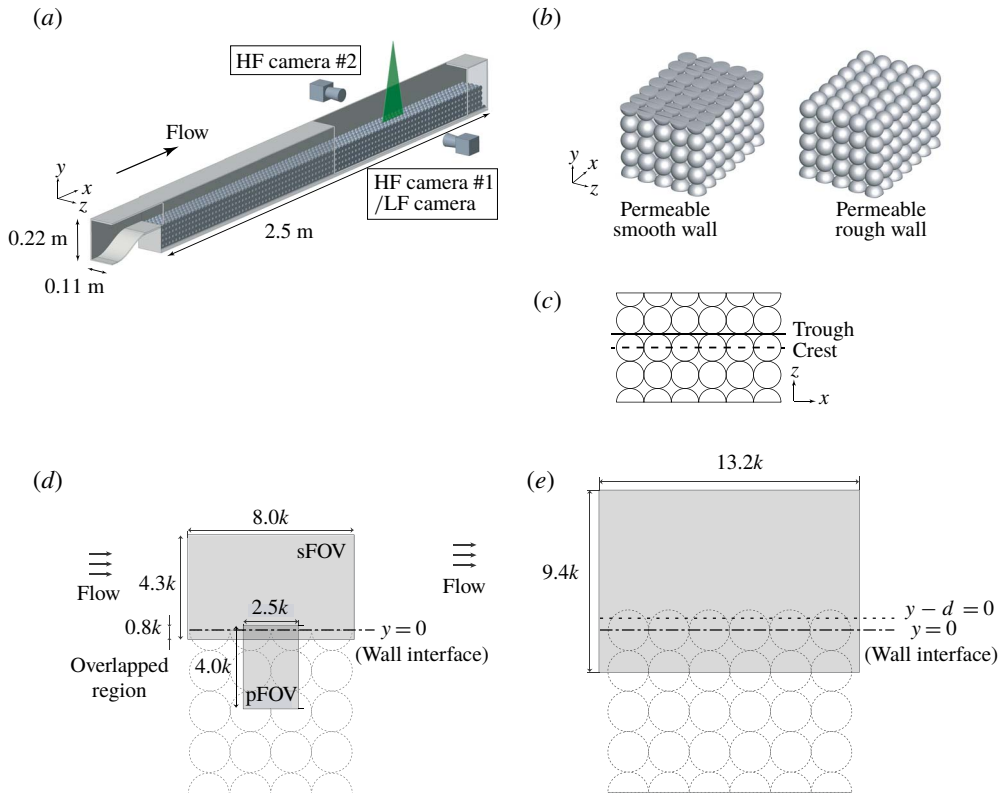 (a)
HF camera #2
Flow
y
x
z
HF camera #1
/LF camera
2.5 m
0.22 m
0.11 m
(b)
y
x
z
Permeable
smooth wall
Permeable
rough wall
(c)
Trough
Crest
z
x
(d)
8.0k
sFOV
Flow
4.3k
2.5k
0.8k
y = 0
(Wall interface)
Overlapped
region
4.0k
pFOV
Flow
(e)
13.2k
9.4k
y − d = 0
y = 0
(Wall interface)